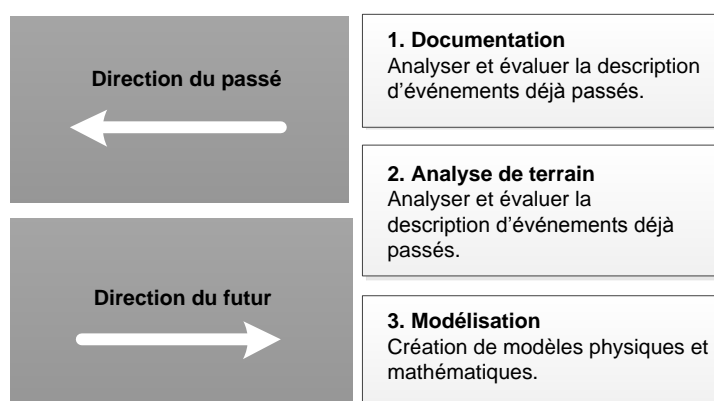 Direction du passé
Direction du futur
1. Documentation
Analyser et évaluer la description
d’événements déjà passés.
2. Analyse de terrain
Analyser et évaluer la
description d’événements déjà
passés.
3. Modélisation
Création de modèles physiques et
mathématiques.